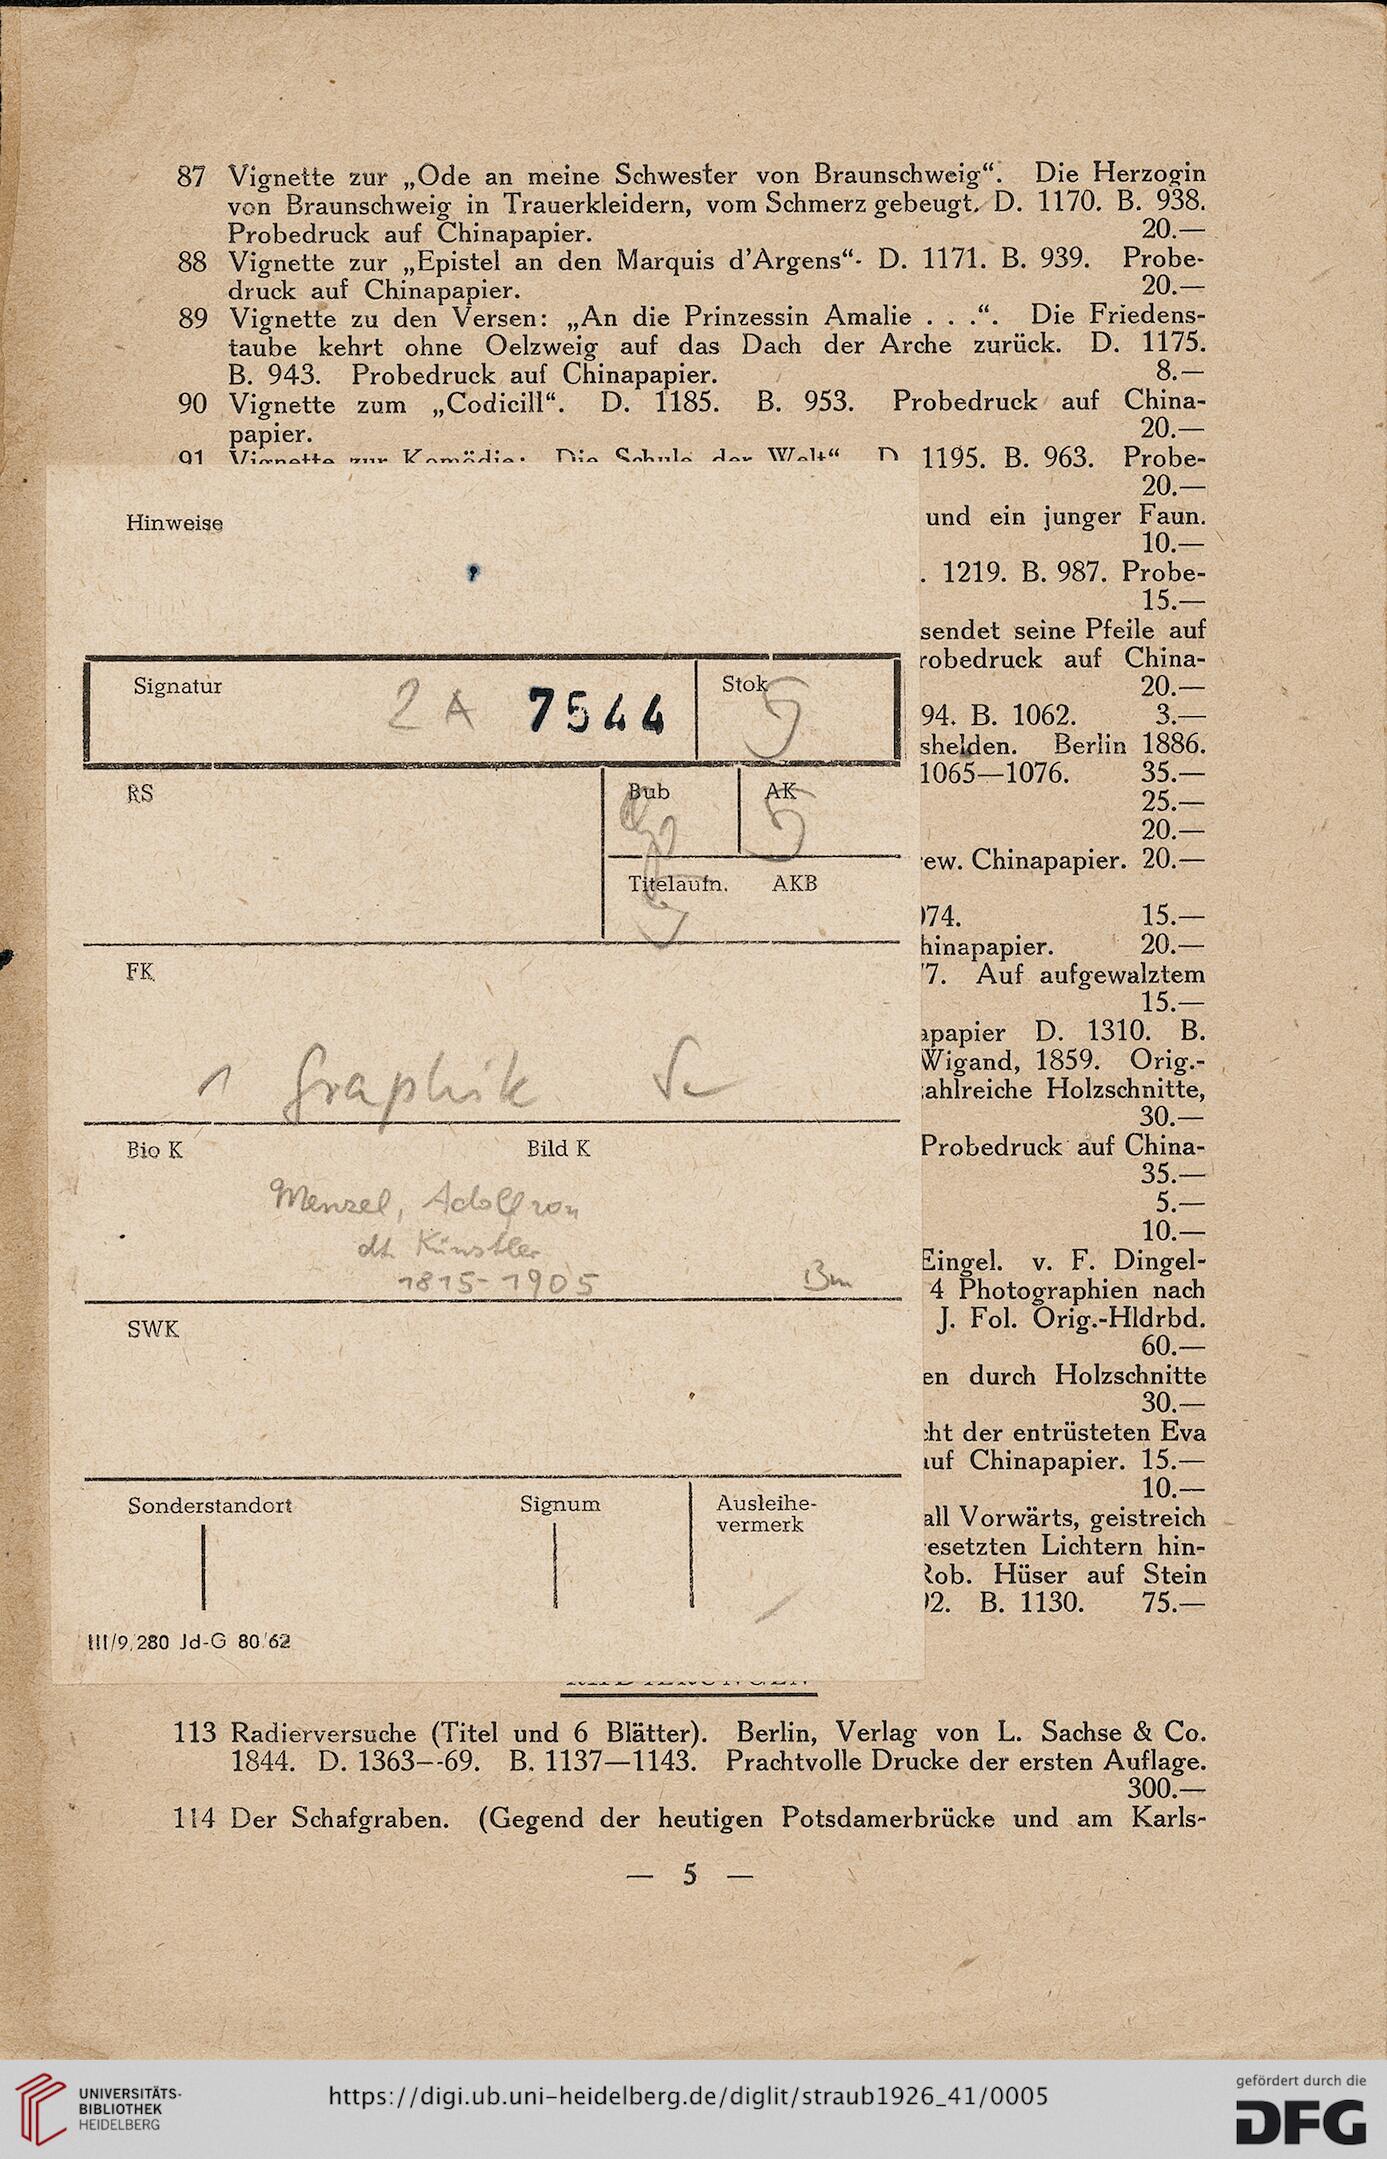 87 Vignette zur „Ode an meine Schwester von Braunschweig“. Die Herzogin
von Braunschweig in Trauerkleidern, vom Schmerz gebeugt. D. 1170. B. 938.
Probedruck auf Chinapapier. 20.—
88 Vignette zur „Epistel an den Marquis d'Argens“. D. 1171. B. 939. Probe-
druck auf Chinapapier. 20.—
89 Vignette zu den Versen: „An die Prinzessin Amalie . . .“. Die Friedens-
taube kehrt ohne Oelzweig auf das Dach der Arche zurück. D. 1175.
B. 943. Probedruck auf Chinapapier. 8.—
90 Vignette zum „Codicill“. D. 1185. B. 953. Probedruck auf China-
papier. 20.—
91 Vignette zur Komödie: Die Schule der Welt“ D 1195. B. 963. Probe-
20.—
und ein junger Faun.
10.—
. 1219. B. 987. Probe-
15.—
sendet seine Pfeile auf
robedruck auf China-
20.—
94. B. 1062. 3.—
shelden. Berlin 1886.
1065—1076. 35.—
25.—
20.—
ew. Chinapapier. 20.—
74. 15.—
hinapapier. 20.—
7. Auf aufgewalztem
15.—
apapier D. 1310. B.
Wigand, 1859. Orig.-
ahlreiche Holzschnitte,
30.—
Probedruck auf China-
35.—
5.—
10.—
Eingel. v. F. Dingel-
4 Photographien nach
J. Fol. Orig.-Hldrbd.
60.—
en durch Holzschnitte
30.—
cht der entrüsteten Eva
auf Chinapapier. 15.—
10.—
all Vorwärts, geistreich
esetzten Lichtern hin-
Rob. Hüser auf Stein
92. B. 1130. 75.—
Hinweise
Signatur 2A 7544 Stok
RS Bub AK
Titelaufn. AKB
FK
1 Graphik
Bio K Bild K
Menzel, Adolf von
dt. Künstler
1815-1905 Bm
SWK
Sonderstandort Signum Ausleihe-
vermerk
III/9,280 Jd-G 80/62
RADIERUNGEN
113 Radierversuche (Titel und 6 Blätter). Berlin, Verlag von L. Sachse & Co.
1844. D. 1363—69. B. 1137—1143. Prachtvolle Drucke der ersten Auflage.
300.—
114 Der Schafgraben. (Gegend der heutigen Potsdamerbrücke und am Karls-
— 5 —
UNIVERSITÄTS-
BIBLIOTHEK
HEIDELBERG
https://digi.ub.uni-heidelberg.de/diglit/straub1926_41/0005
gefördert durch die
DFG